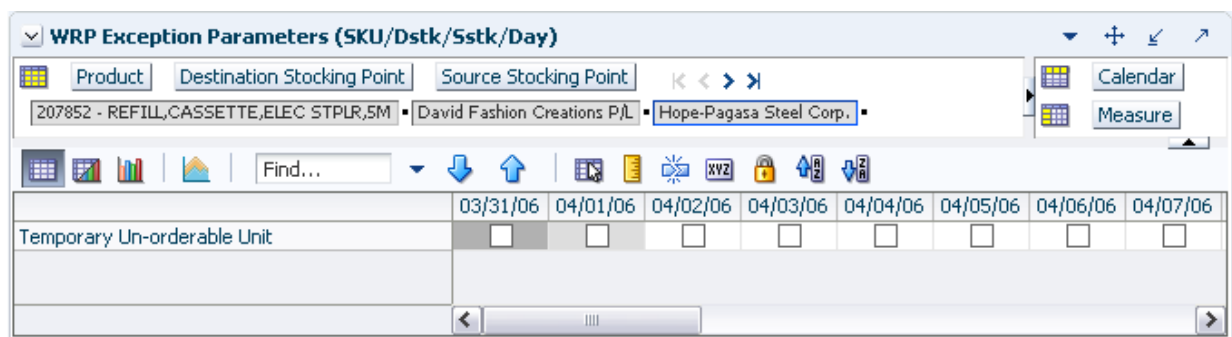 WRP Exception Parameters (SKU/Dstk/Sstk/Day)
Product Destination Stocking Point Source Stocking Point Calendar
207852 - REFILL,CASSETTE,ELEC STPLR,5M David Fashion Creations P/L Hope-Pagasa Steel Corp. Measure
Find... XYZ
03/31/06 04/01/06 04/02/06 04/03/06 04/04/06 04/05/06 04/06/06 04/07/06
Temporary Un-orderable Unit